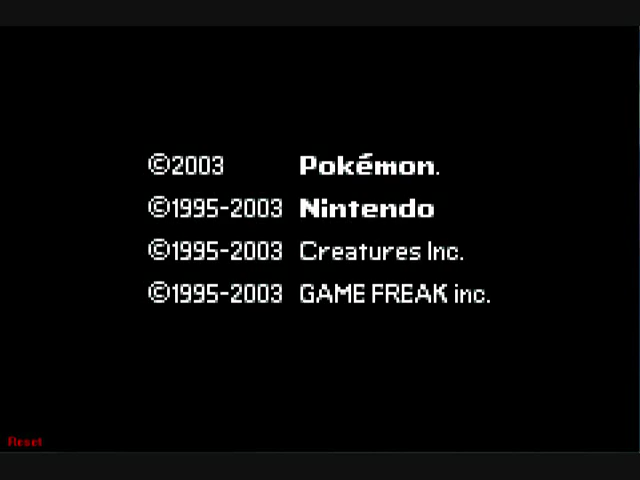 ©2003 Pokémon.
©1995-2003 Nintendo
©1995-2003 Creatures Inc.
©1995-2003 GAME FREAK inc.
Reset